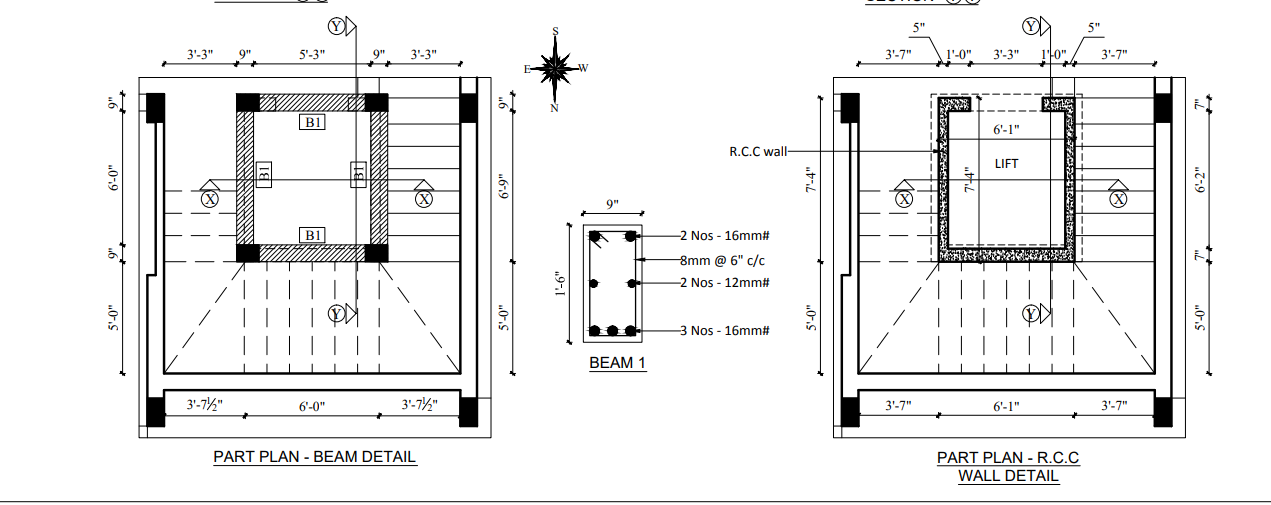 Y
Y
5"
5"
3'-3"
9"
5'-3"
9"
3'-3"
S
E
W
N
3'-7"
1'-0"
3'-3"
1'-0"
3'-7"
9"
6'-0"
9"
5'-0"
B1
B1
B1
B1
X
X
Y
9"
6'-9"
5'-0"
3'-7½"
6'-0"
3'-7½"
PART PLAN - BEAM DETAIL
9"
1'-6"
2 Nos - 16mm#
8mm @ 6" c/c
2 Nos - 12mm#
3 Nos - 16mm#
BEAM 1
R.C.C wall
7'-4"
5'-0"
6'-1"
LIFT
7'-4"
X
X
Y
7"
6'-2"
7"
5'-0"
3'-7"
6'-1"
3'-7"
PART PLAN - R.C.C
WALL DETAIL